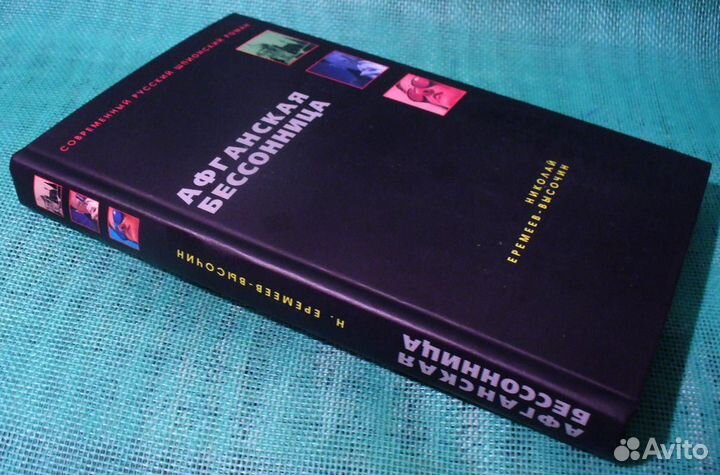 СОВРЕМЕННЫЙ РУССКИЙ ШПИОНСКИЙ РОМАН
АФГАНСКАЯ
БЕССОННИЦА
НИКОЛАЙ
ЕРЕМЕЕВ-ВЫСОЧИН
Н. ЕРЕМЕЕВ-ВЫСОЧИН
АФГАНСКАЯ
БЕССОННИЦА
Avito